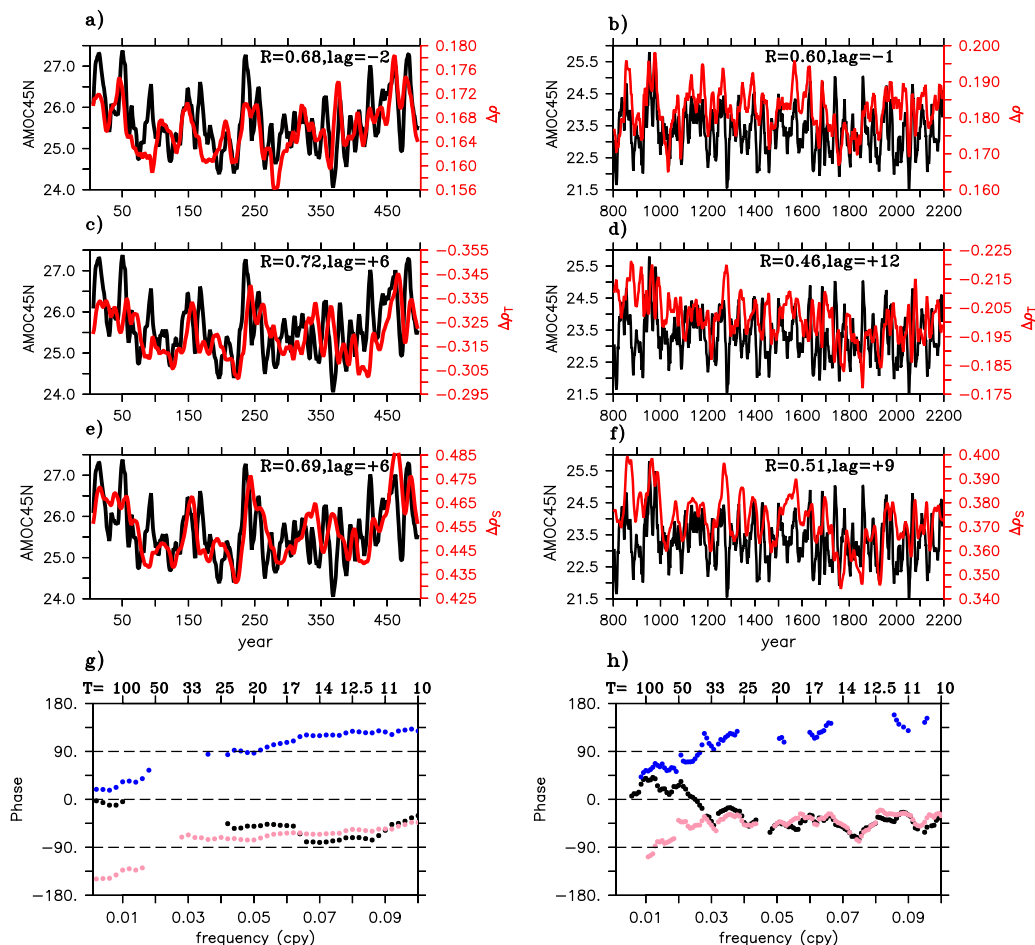 a)
R=0.68,lag=−2
AMOC45N
27.0
26.0
25.0
24.0
50 150 250 350 450
0.180
0.176
0.172
0.168
0.164
0.160
0.156
Δρ
b)
R=0.60,lag=−1
AMOC45N
25.5
24.5
23.5
22.5
21.5
800 1000 1200 1400 1600 1800 2000 2200
0.200
0.190
0.180
0.170
0.160
Δρ
c)
R=0.72,lag=+6
AMOC45N
27.0
26.0
25.0
24.0
50 150 250 350 450
−0.355
−0.345
−0.335
−0.325
−0.315
−0.305
−0.295
ΔρT
d)
R=0.46,lag=+12
AMOC45N
25.5
24.5
23.5
22.5
21.5
800 1000 1200 1400 1600 1800 2000 2200
−0.225
−0.215
−0.205
−0.195
−0.185
−0.175
ΔρT
e)
R=0.69,lag=+6
AMOC45N
27.0
26.0
25.0
24.0
50 150 250 350 450
year
0.485
0.475
0.465
0.455
0.445
0.435
0.425
ΔρS
f)
R=0.51,lag=+9
AMOC45N
25.5
24.5
23.5
22.5
21.5
800 1000 1200 1400 1600 1800 2000 2200
year
0.400
0.390
0.380
0.370
0.360
0.350
0.340
ΔρS
g)
T= 100 50 33 25 20 17 14 12.5 11 10
180.
90.
0.
−90.
−180.
Phase
0.01 0.03 0.05 0.07 0.09
frequency (cpy)
h)
T= 100 50 33 25 20 17 14 12.5 11 10
180.
90.
0.
−90.
−180.
Phase
0.01 0.03 0.05 0.07 0.09
frequency (cpy)